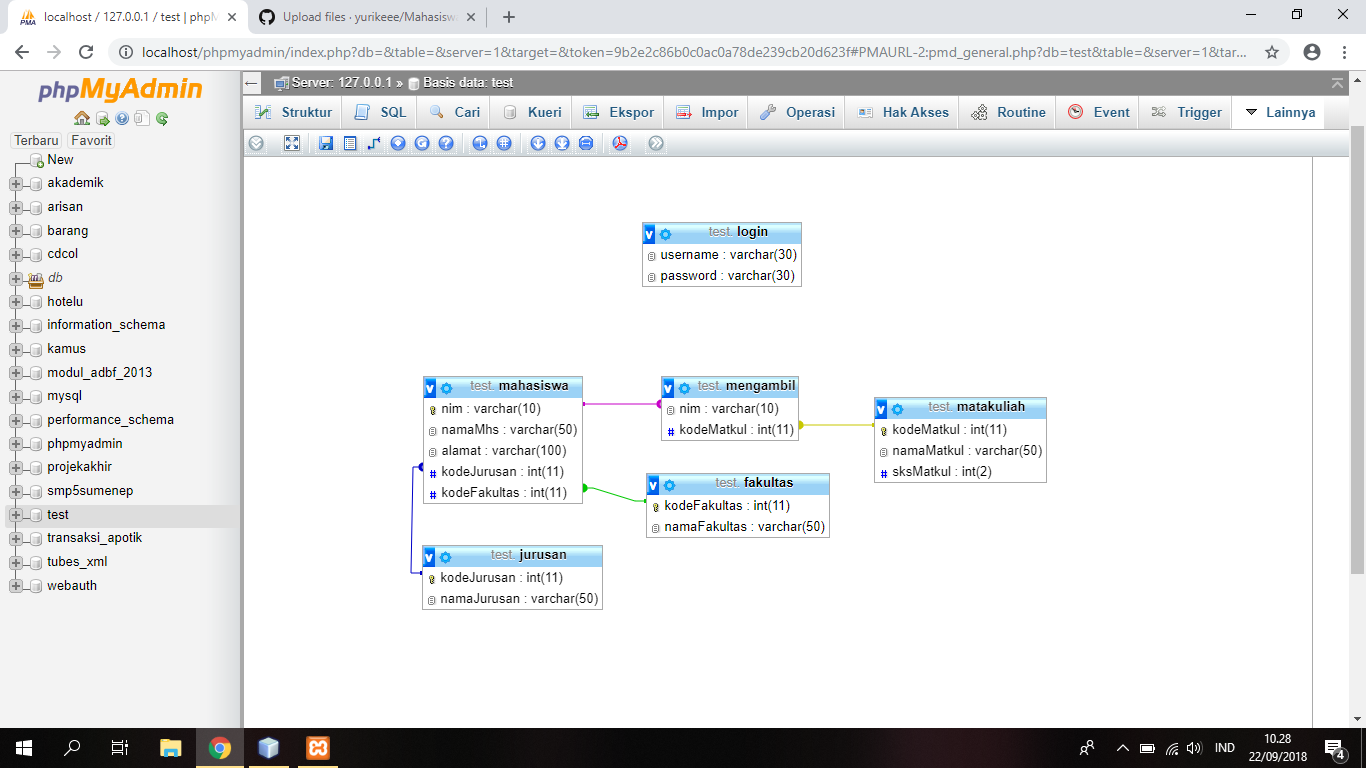 localhost / 127.0.0.1 / test | phpM
Upload files · yurikeee/Mahasisw
localhost/phpmyadmin/index.php?db=&table=&server=1&target=&token=9b2e2c86b0c0ac0a78de239cb20d623f#PMAURL-2:pmd_general.php?db=test&table=&server=1&tar...
phpMyAdmin
Terbaru Favorit
New
akademik
arisan
barang
cdcol
db
hotelu
information_schema
kamus
modul_adbf_2013
mysql
performance_schema
phpmyadmin
projekakhir
smp5sumenep
test
transaksi_apotik
tubes_xml
webauth
Server: 127.0.0.1 » Basis data: test
Struktur SQL Cari Kueri Ekspor Impor Operasi Hak Akses Routine Event Trigger Lainnya
test. login
username : varchar(30)
password : varchar(30)
test. mahasiswa
nim : varchar(10)
namaMhs : varchar(50)
alamat : varchar(100)
# kodeJurusan : int(11)
# kodeFakultas : int(11)
test. mengambil
nim : varchar(10)
# kodeMatkul : int(11)
test. matakuliah
kodeMatkul : int(11)
namaMatkul : varchar(50)
# sksMatkul : int(2)
test. fakultas
kodeFakultas : int(11)
namaFakultas : varchar(50)
test. jurusan
kodeJurusan : int(11)
namaJurusan : varchar(50)
IND
10.28
22/09/2018
4